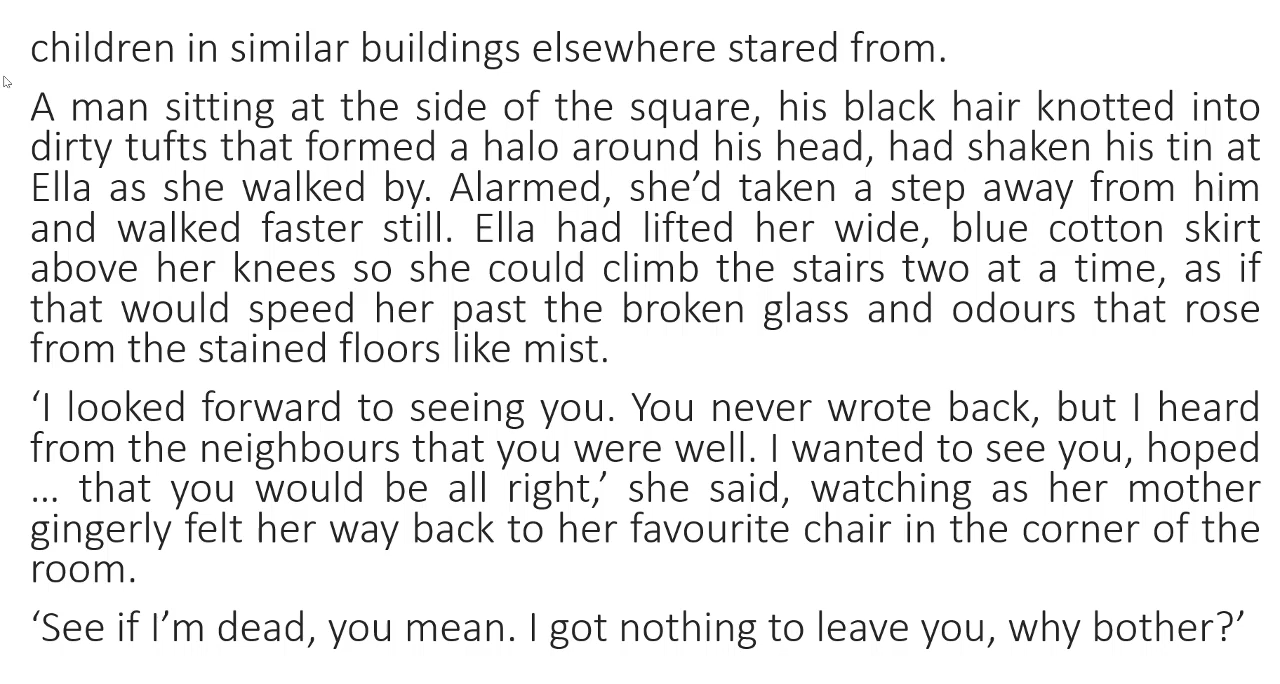 children in similar buildings elsewhere stared from.
A man sitting at the side of the square, his black hair knotted into
dirty tufts that formed a halo around his head, had shaken his tin at
Ella as she walked by. Alarmed, she’d taken a step away from him
and walked faster still. Ella had lifted her wide, blue cotton skirt
above her knees so she could climb the stairs two at a time, as if
that would speed her past the broken glass and odours that rose
from the stained floors like mist.
‘I looked forward to seeing you. You never wrote back, but I heard
from the neighbours that you were well. I wanted to see you, hoped
… that you would be all right,’ she said, watching as her mother
gingerly felt her way back to her favourite chair in the corner of the
room.
‘See if I’m dead, you mean. I got nothing to leave you, why bother?’